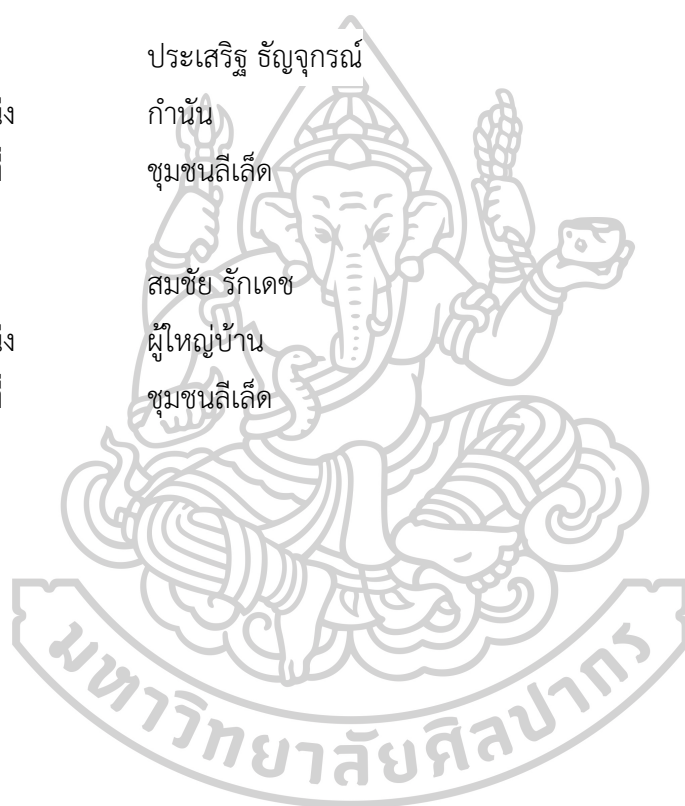 ประเสริฐ ธัญจุกรณ์
กำนัน
ชุมชนลีเล็ด
สมชัย รักเดช
ผู้ใหญ่บ้าน
ชุมชนลีเล็ด
มหาวิทยาลัยศิลปากร